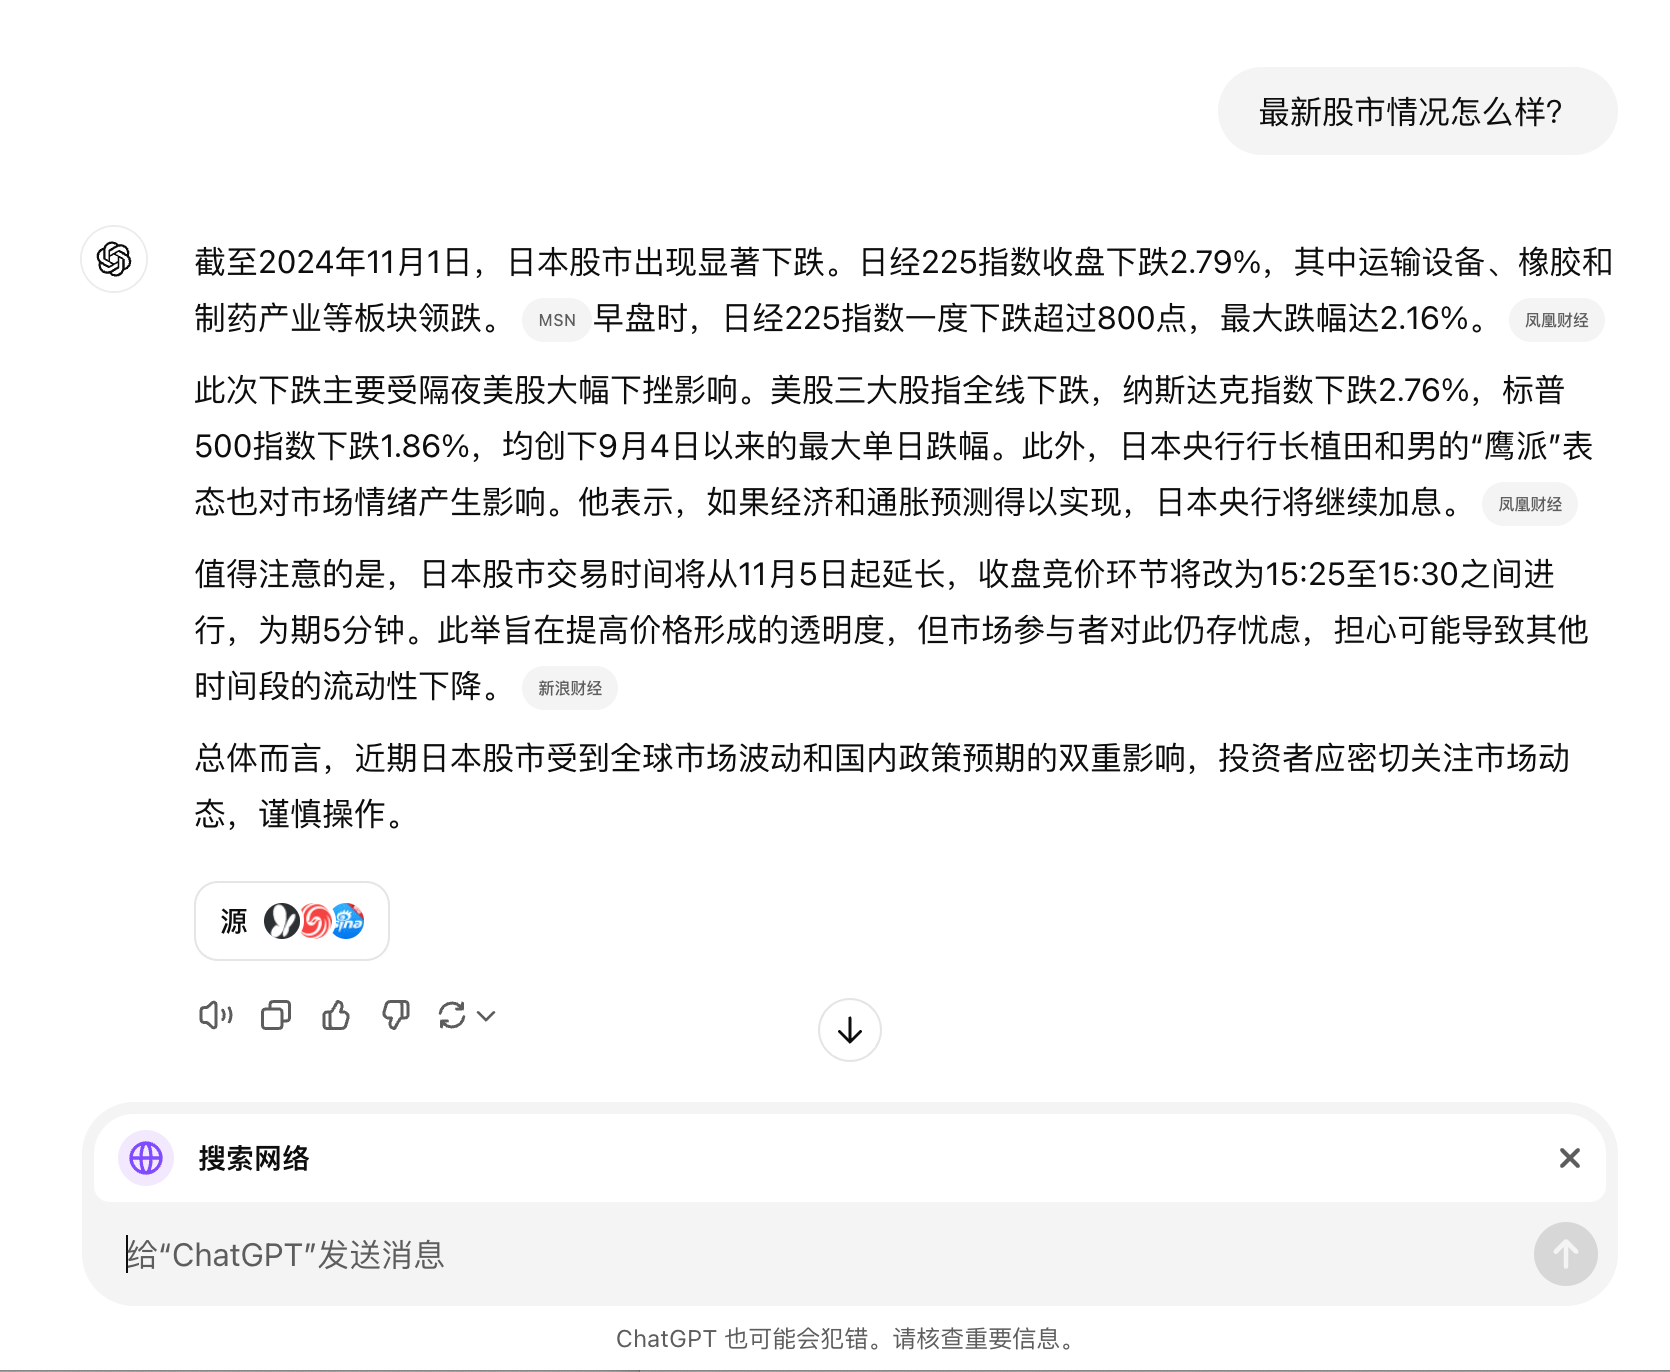 最新股市情况怎么样?
截至2024年11月1日，日本股市出现显著下跌。日经225指数收盘下跌2.79%，其中运输设备、橡胶和
制药产业等板块领跌。 MSN 早盘时，日经225指数一度下跌超过800点，最大跌幅达2.16%。 凤凰财经
此次下跌主要受隔夜美股大幅下挫影响。美股三大股指全线下跌，纳斯达克指数下跌2.76%，标普
500指数下跌1.86%，均创下9月4日以来的最大单日跌幅。此外，日本央行行长植田和男的“鹰派”表
态也对市场情绪产生影响。他表示，如果经济和通胀预测得以实现，日本央行将继续加息。 凤凰财经
值得注意的是，日本股市交易时间将从11月5日起延长，收盘竞价环节将改为15:25至15:30之间进
行，为期5分钟。此举旨在提高价格形成的透明度，但市场参与者对此仍存忧虑，担心可能导致其他
时间段的流动性下降。 新浪财经
总体而言，近期日本股市受到全球市场波动和国内政策预期的双重影响，投资者应密切关注市场动
态，谨慎操作。
源 sina
搜索网络
给“ChatGPT”发送消息
ChatGPT 也可能会犯错。请核查重要信息。